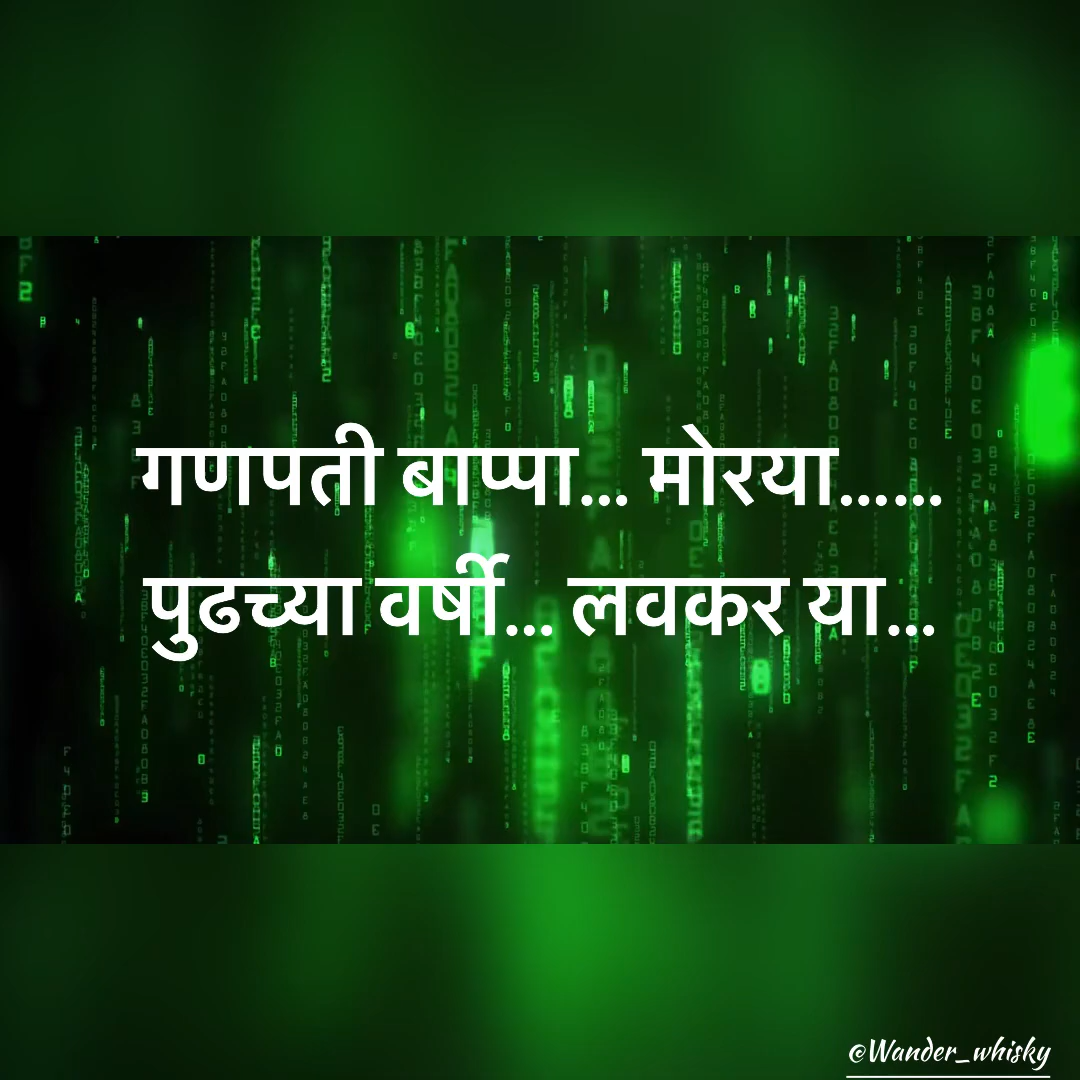 गणपती बाप्पा... मोरया......
पुढच्या वर्षी... लवकर या...
@Wander_whisky